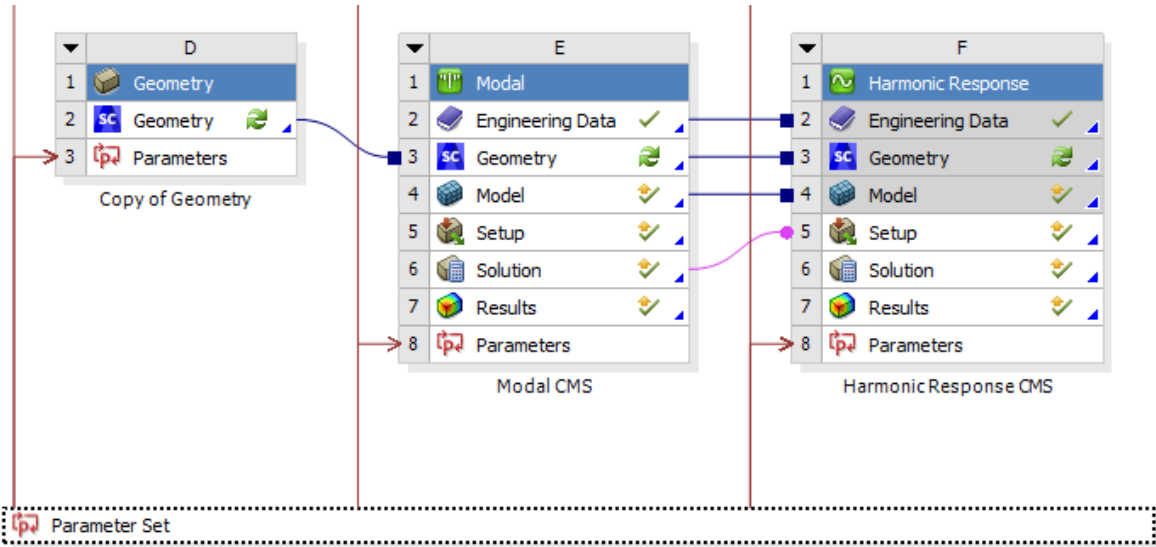 D
1 Geometry
2 SC Geometry
3 Parameters
Copy of Geometry
E
1 Modal
2 Engineering Data
3 SC Geometry
4 Model
5 Setup
6 Solution
7 Results
8 Parameters
Modal CMS
F
1 Harmonic Response
2 Engineering Data
3 SC Geometry
4 Model
5 Setup
6 Solution
7 Results
8 Parameters
Harmonic Response CMS
Parameter Set